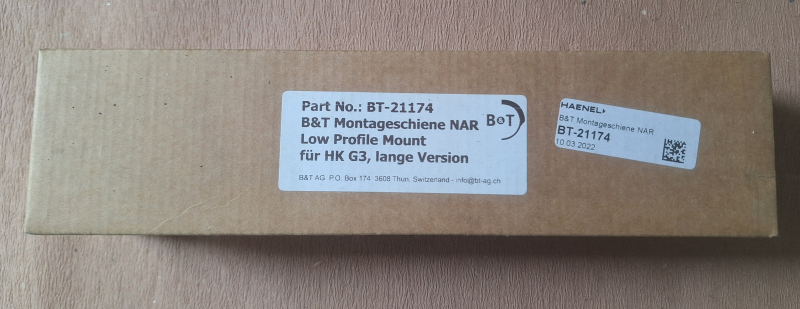 Part No.: BT-21174
B&T Montageschiene NAR
Low Profile Mount
für HK G3, lange Version
B&T AG P.O. Box 174 3608 Thun, Switzerland - info@bt-ag.ch
B&T
HAENEL
B&T Montageschiene NAR
BT-21174
10.03.2022